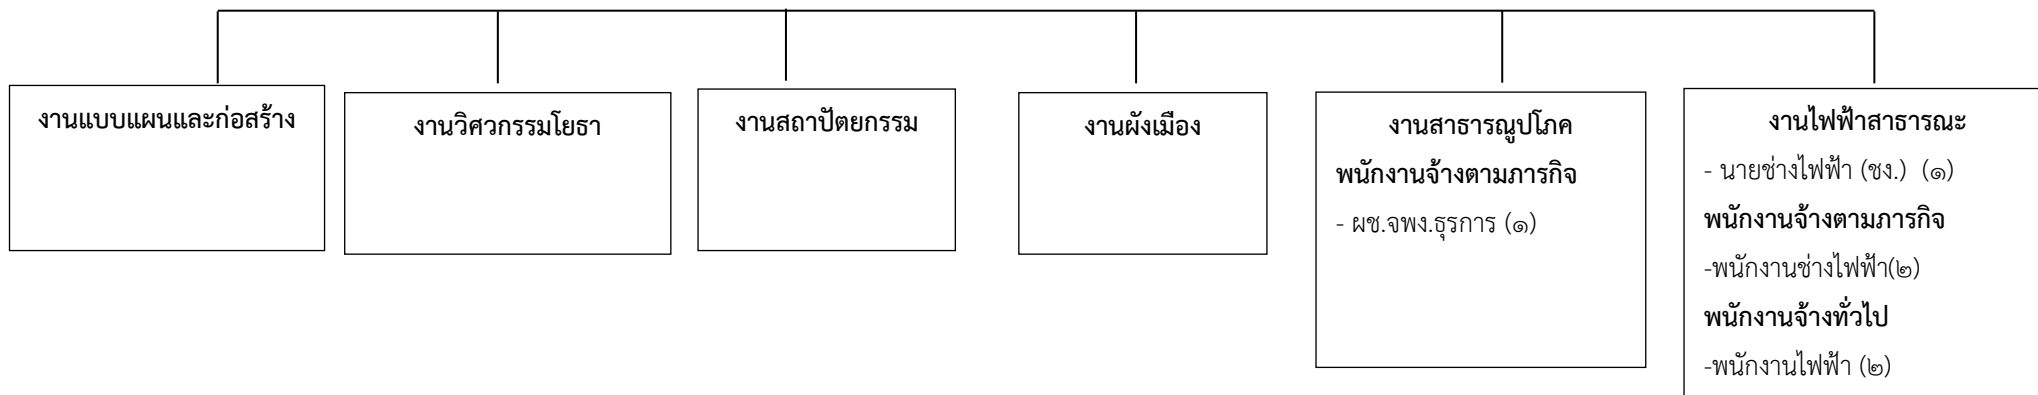 งานแบบแผนและก่อสร้าง
งานวิศวกรรมโยธา
งานสถาปัตยกรรม
งานผังเมือง
งานสาธารณูปโภค
พนักงานจ้างตามภารกิจ
- ผช.จพง.ธุรการ (๑)
งานไฟฟ้าสาธารณะ
- นายช่างไฟฟ้า (ชง.) (๑)
พนักงานจ้างตามภารกิจ
-พนักงานช่างไฟฟ้า(๒)
พนักงานจ้างทั่วไป
-พนักงานไฟฟ้า (๒)